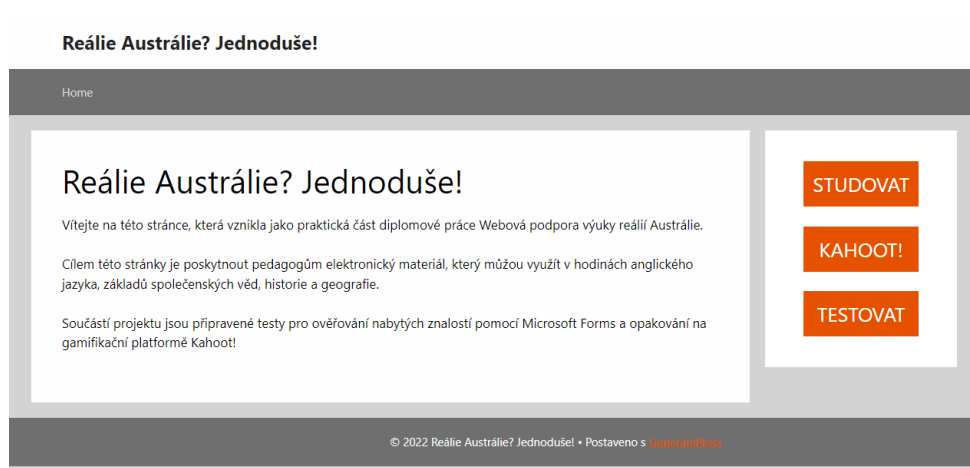 Reálie Austrálie? Jednoduše!
Home
Reálie Austrálie? Jednoduše!
Vítejte na této stránce, která vznikla jako praktická část diplomové práce Webová podpora výuky reálií Austrálie.
Cílem této stránky je poskytnout pedagogům elektronický materiál, který můžou využít v hodinách anglického
jazyka, základů společenských věd, historie a geografie.
Součástí projektu jsou připravené testy pro ověřování nabytých znalostí pomocí Microsoft Forms a opakování na
gamifikační platformě Kahoot!
STUDOVAT
KAHOOT!
TESTOVAT
© 2022 Reálie Austrálie? Jednoduše! • Postaveno s GeneratePress